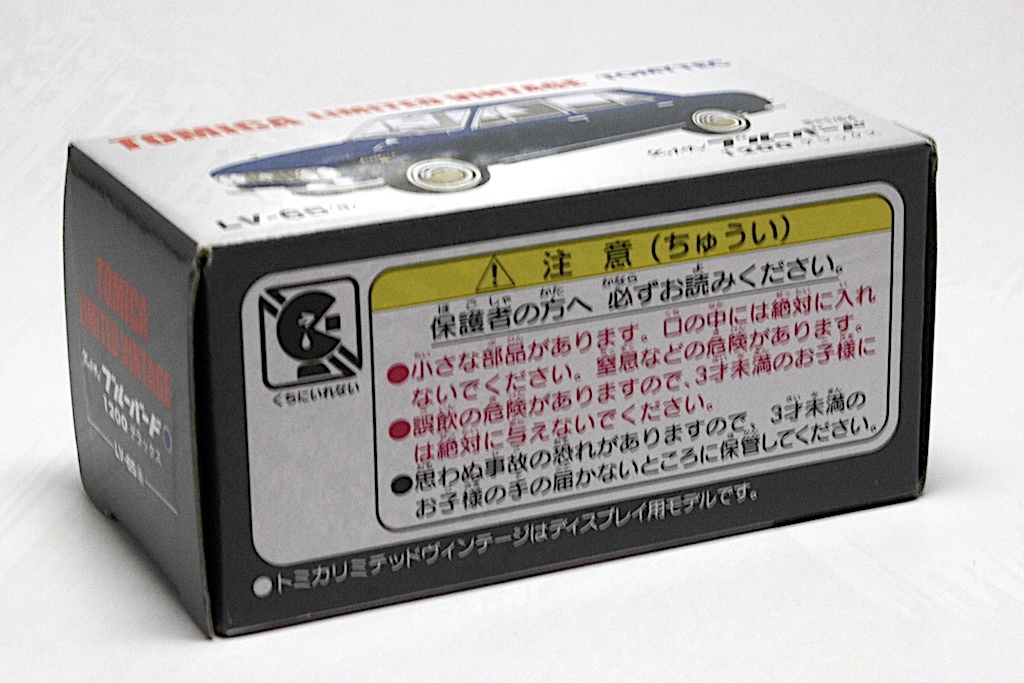 TOMICA LIMITED VINTAGE TOMYTEC
ブルーバード
1200
LV-65
TOMICA
LIMITED VINTAGE
ブルーバード
1200 デラックス
LV-65
注意(ちゅうい)
保護者の方へ 必ずお読みください。
●小さな部品があります。口の中には絶対に入れ
ないでください。窒息などの危険があります。
●誤飲の危険がありますので、3才未満のお子様に
は絶対に与えないでください。
●思わぬ事故の恐れがありますので、3才未満の
お子様の手の届かないところに保管してください。
くちにいれない
●トミカリミテッドヴィンテージはディスプレイ用モデルです。